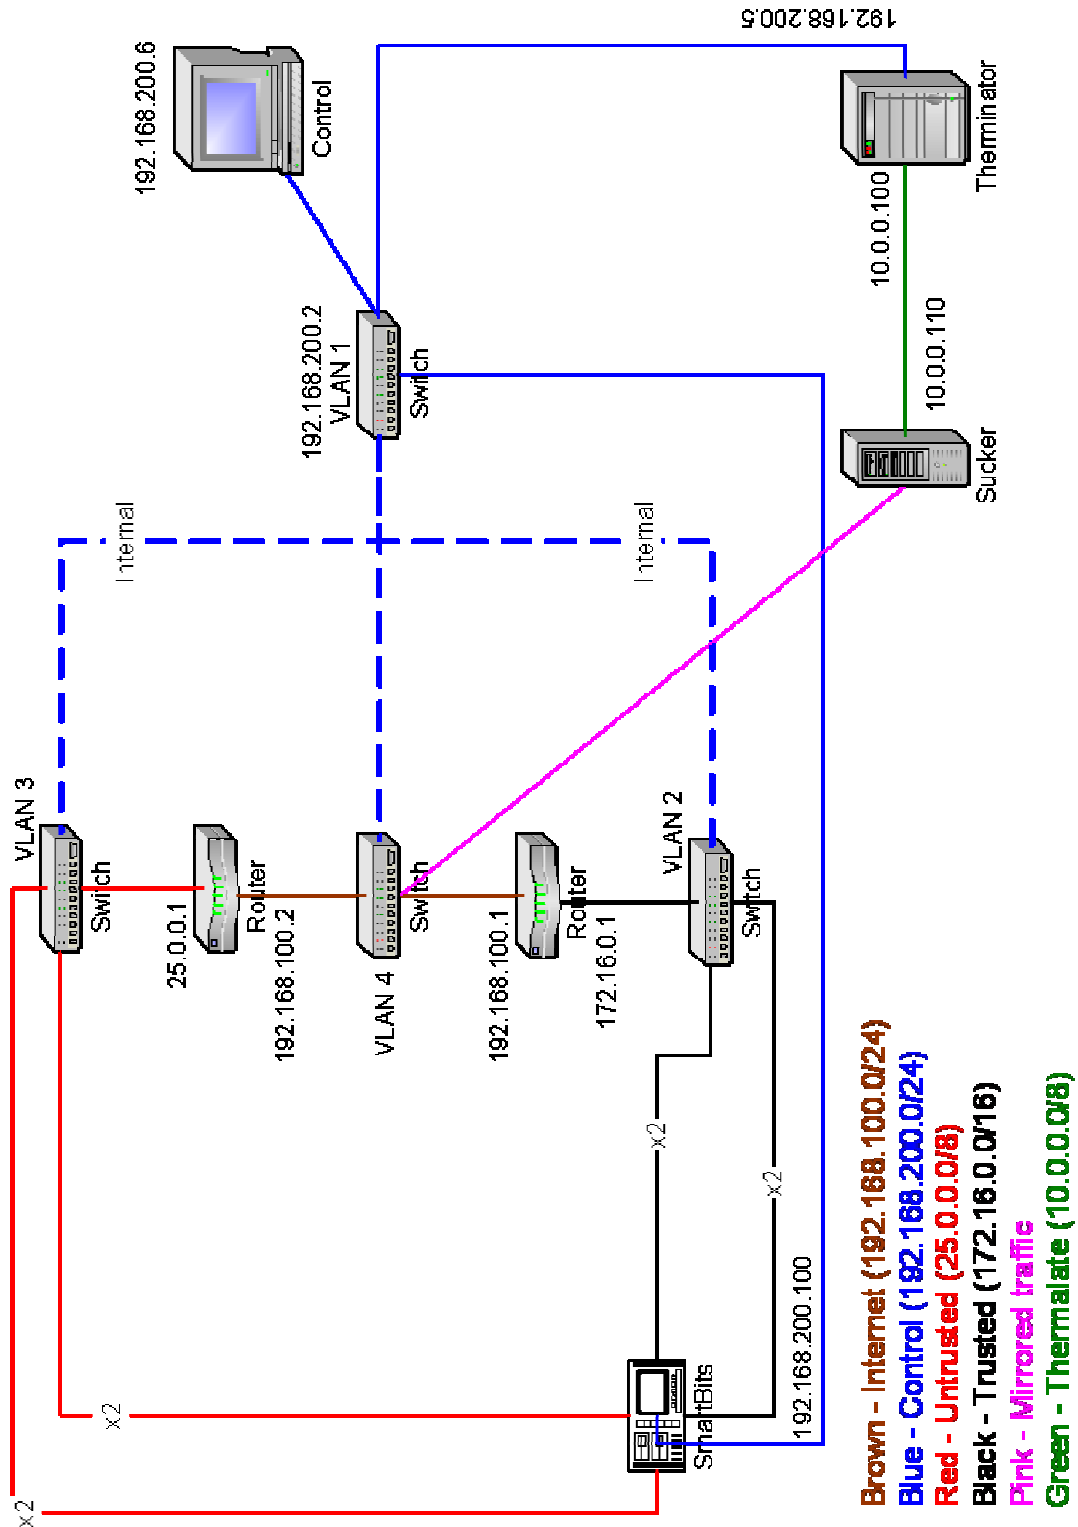 192.168.200.5
192.168.200.6
Control
Therminator
10.0.0.100
192.168.200.2
VLAN 1
Switch
10.0.0.110
Sucker
Internal
Internal
VLAN 3
Switch
25.0.0.1
Router
192.168.100.2
VLAN 4
Switch
192.168.100.1
Router
172.16.0.1
VLAN 2
Switch
x2
x2
x2
x2
192.168.200.100
SmartBits
Brown - Internet (192.168.100.0/24)
Blue - Control (192.168.200.0/24)
Red - Untrusted (25.0.0.0/8)
Black - Trusted (172.16.0.0/16)
Pink - Mirrored traffic
Green - Thermalate (10.0.0.0/8)